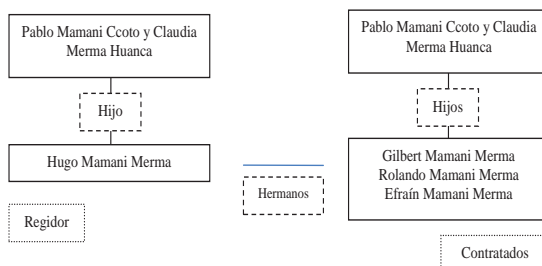 Pablo Mamani Ccoto y Claudia
Merma Huanca
Hijo
Hugo Mamani Merma
Regidor
Hermanos
Pablo Mamani Ccoto y Claudia
Merma Huanca
Hijos
Gilbert Mamani Merma
Rolando Mamani Merma
Efraín Mamani Merma
Contratados